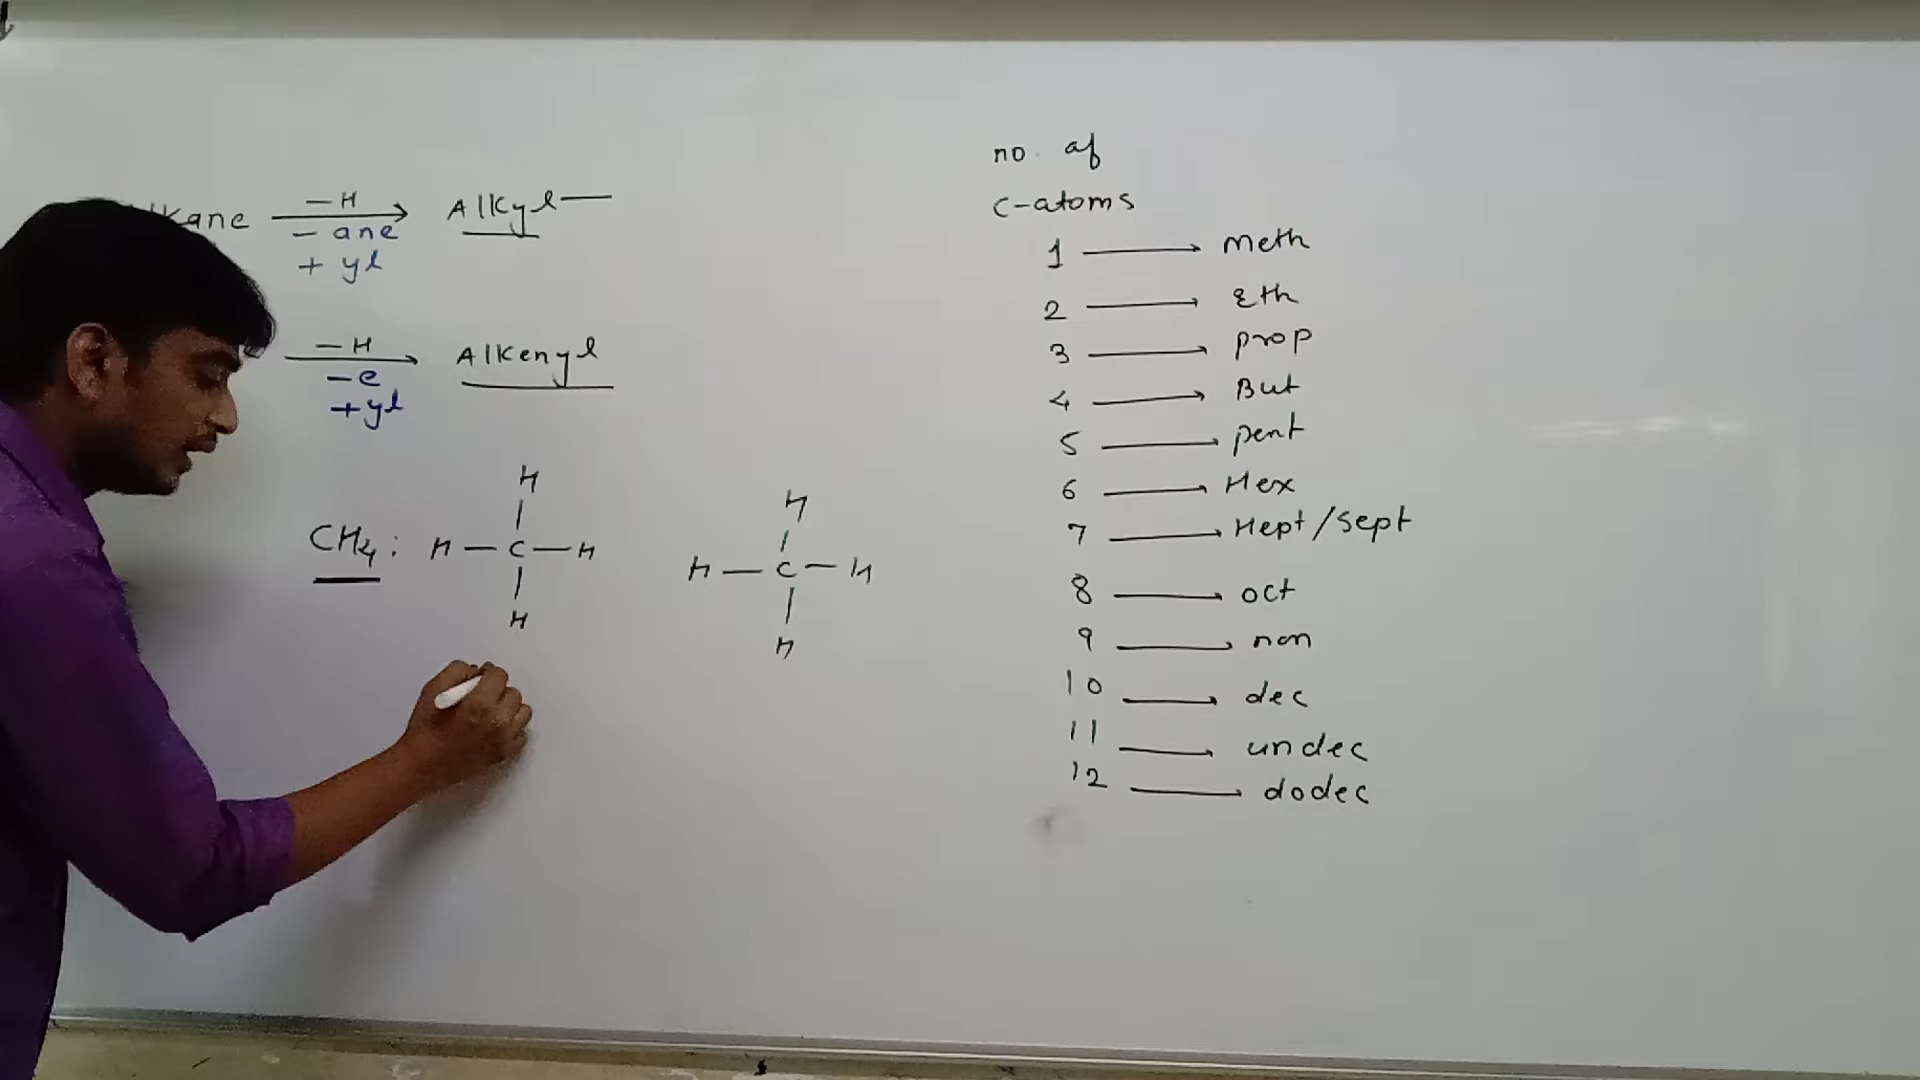 kane —H→ Alkyl—
— ane
+ yl
—H→ Alkenyl
—e
+yl
H
|
CH4: H—C—H
|
H
H
|
H—C—H
|
H
no. of
C-atoms
1 → meth
2 → Eth
3 → prop
4 → But
5 → pent
6 → Hex
7 → Hept/sept
8 → oct
9 → non
10 → dec
11 → undec
12 → dodec